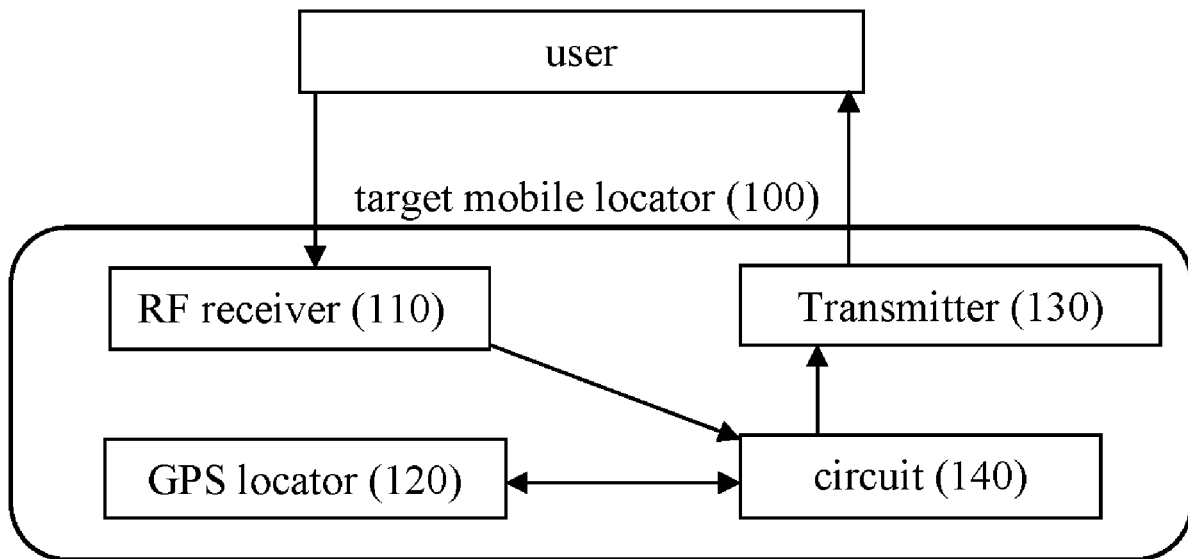 user
target mobile locator (100)
RF receiver (110)
Transmitter (130)
GPS locator (120)
circuit (140)